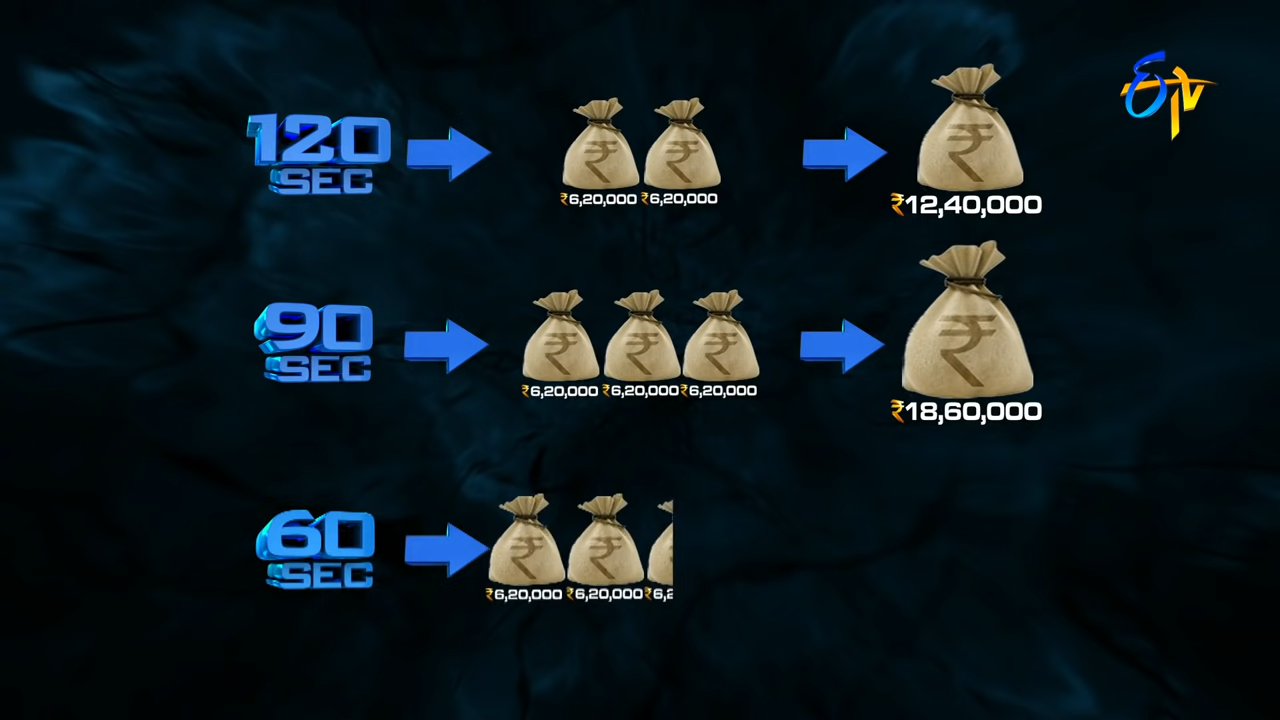 ETV
120
SEC
₹6,20,000 ₹6,20,000
₹12,40,000
90
SEC
₹6,20,000 ₹6,20,000 ₹6,20,000
₹18,60,000
60
SEC
₹6,20,000 ₹6,20,000